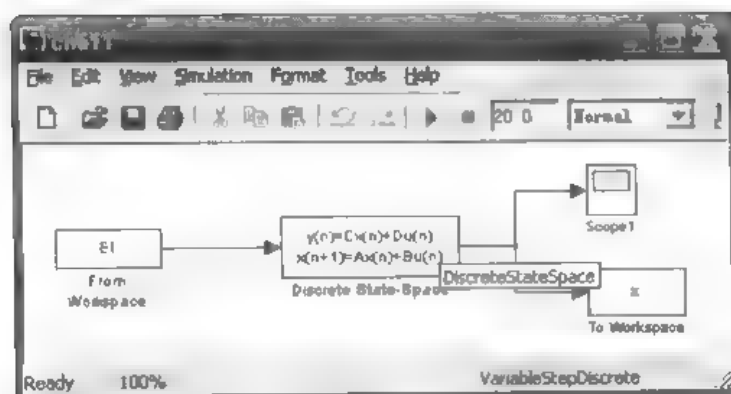 File Edit View Simulation Format Tools Help
20.0 Normal
y(n)=Cx(n)+Du(n)
x(n+1)=Ax(n)+Bu(n)
Discrete State-Space
DiscreteStateSpace
From
Workspace
Scope1
x
To Workspace
Ready 100% VariableStepDiscrete